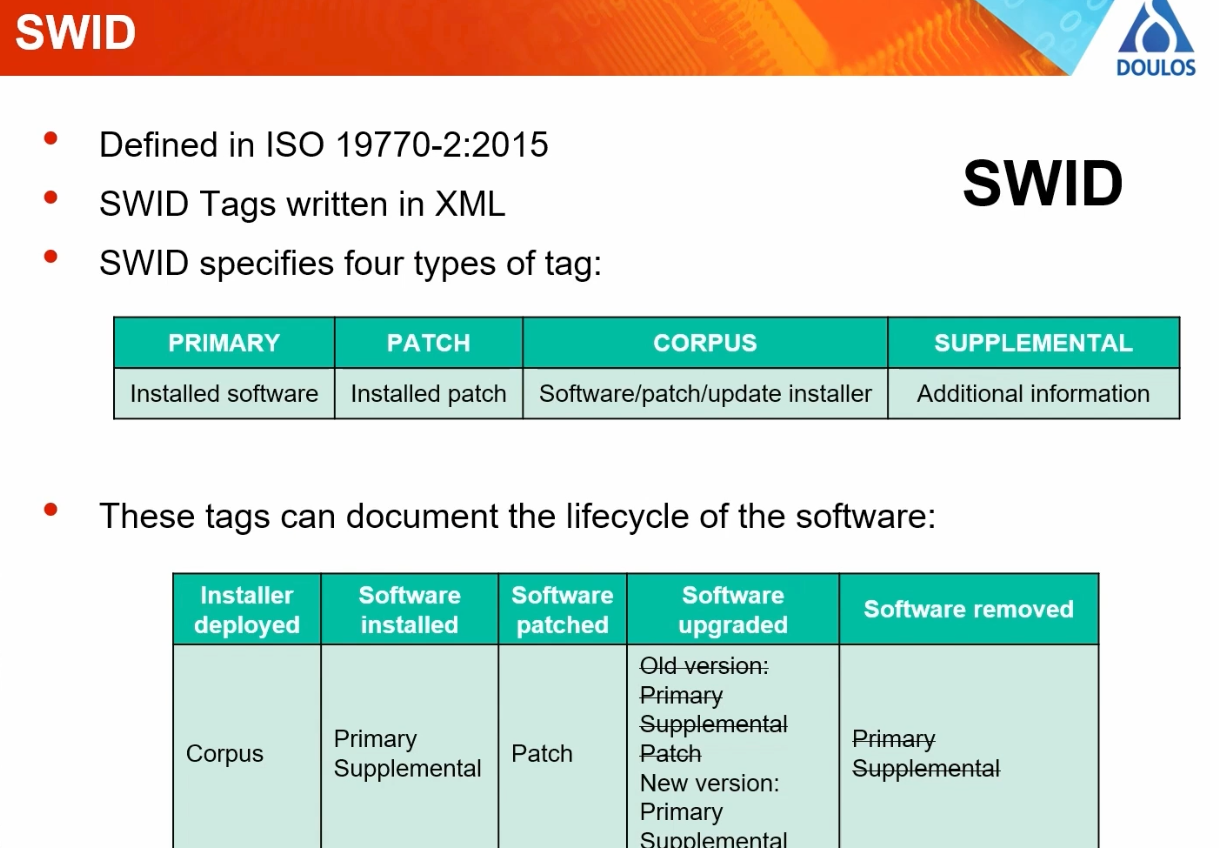 SWID
DOULOS
Defined in ISO 19770-2:2015
SWID
SWID Tags written in XML
SWID specifies four types of tag:
PRIMARY PATCH CORPUS SUPPLEMENTAL
Installed software Installed patch Software/patch/update installer Additional information
These tags can document the lifecycle of the software:
Installer deployed
Software installed
Software patched
Software upgraded
Software removed
Corpus
Primary
Supplemental
Patch
Old version:
Primary
Supplemental
Patch
New version:
Primary
Supplemental
Primary
Supplemental